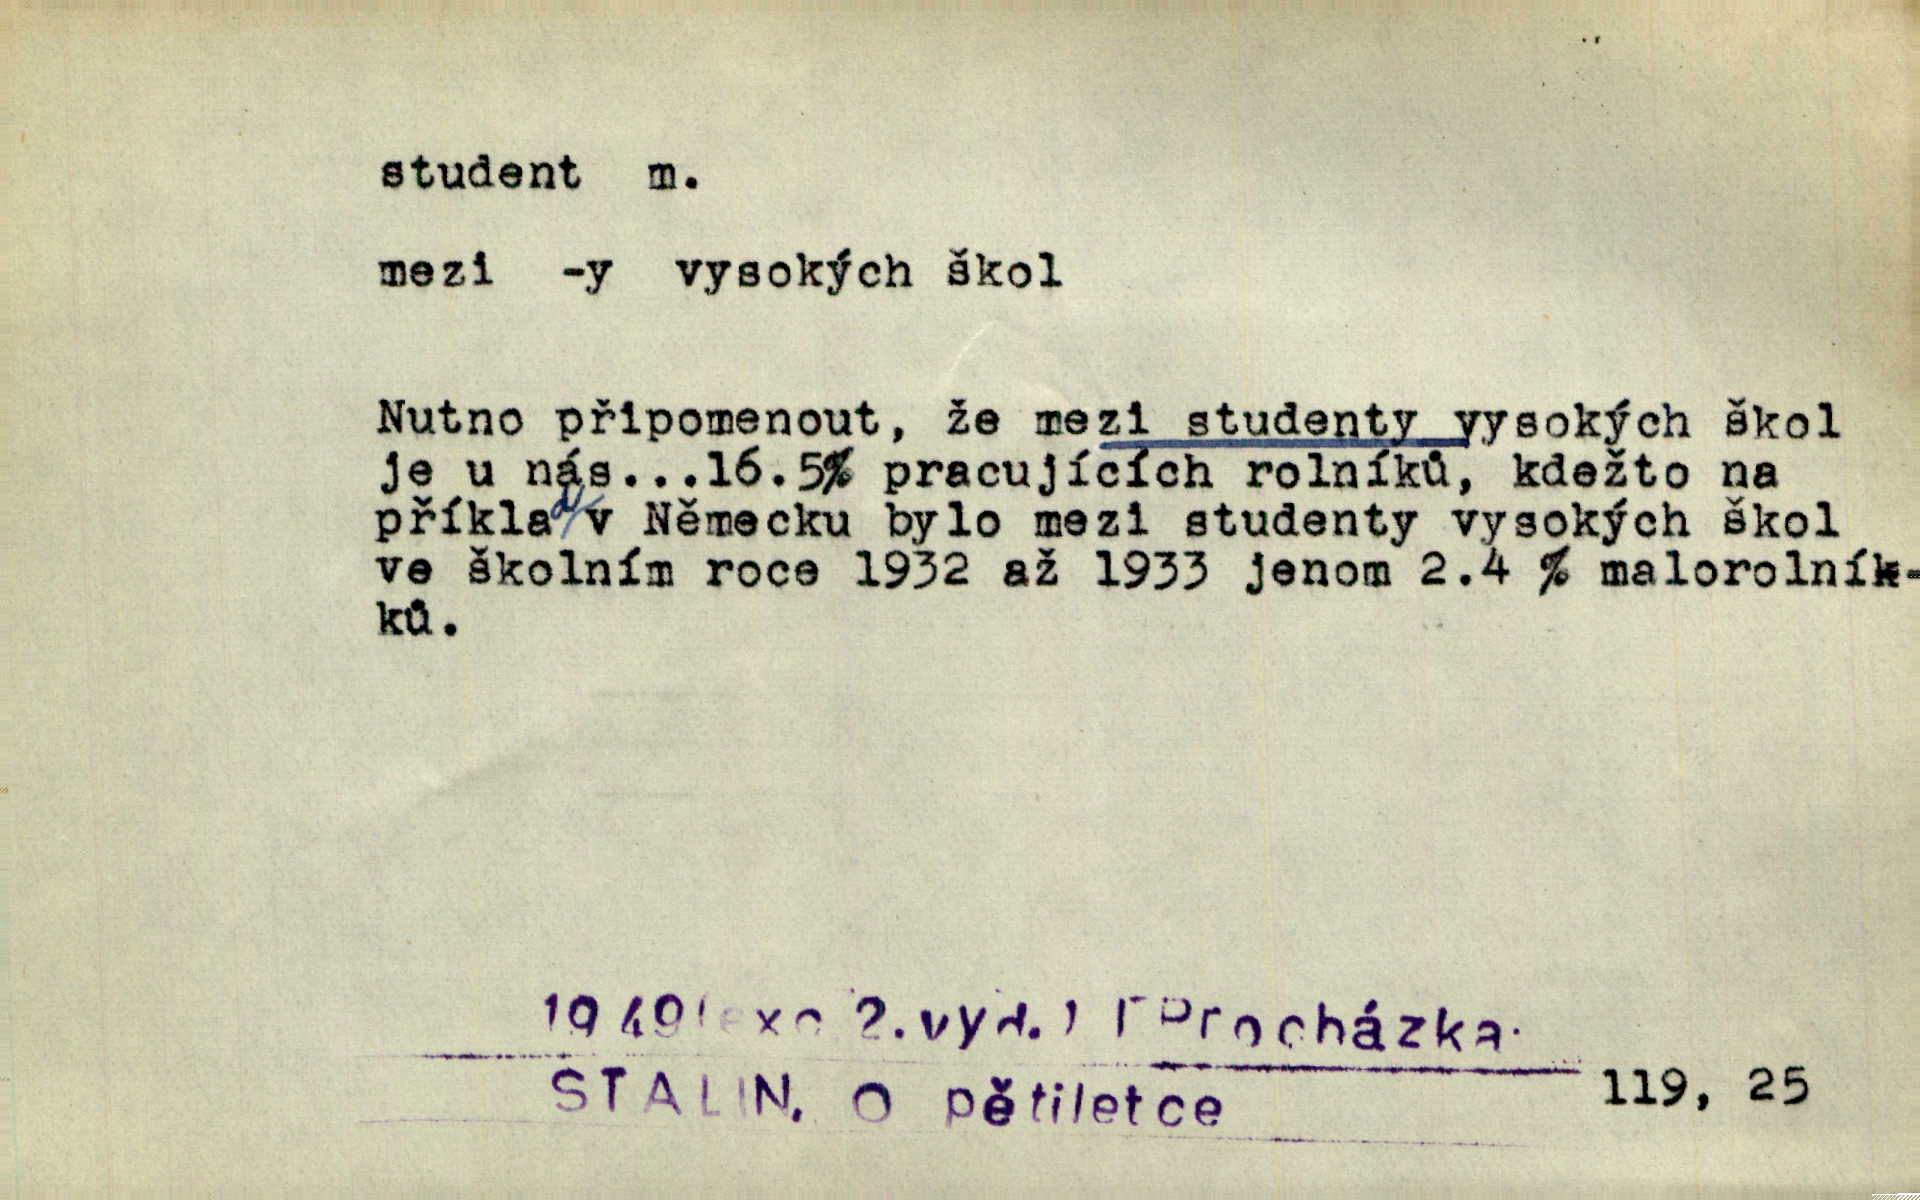 student m.
mezi -y vysokých škol
Nutno připomenout, že mezi studenty vysokých škol
je u nás...16.5% pracujících rolníků, kdežto na
příklad v Německu bylo mezi studenty vysokých škol
ve školním roce 1932 až 1933 jenom 2.4 % malorolník-
ků.
1949 2.vyd. Procházka.
STALIN, O pětiletce
119, 25